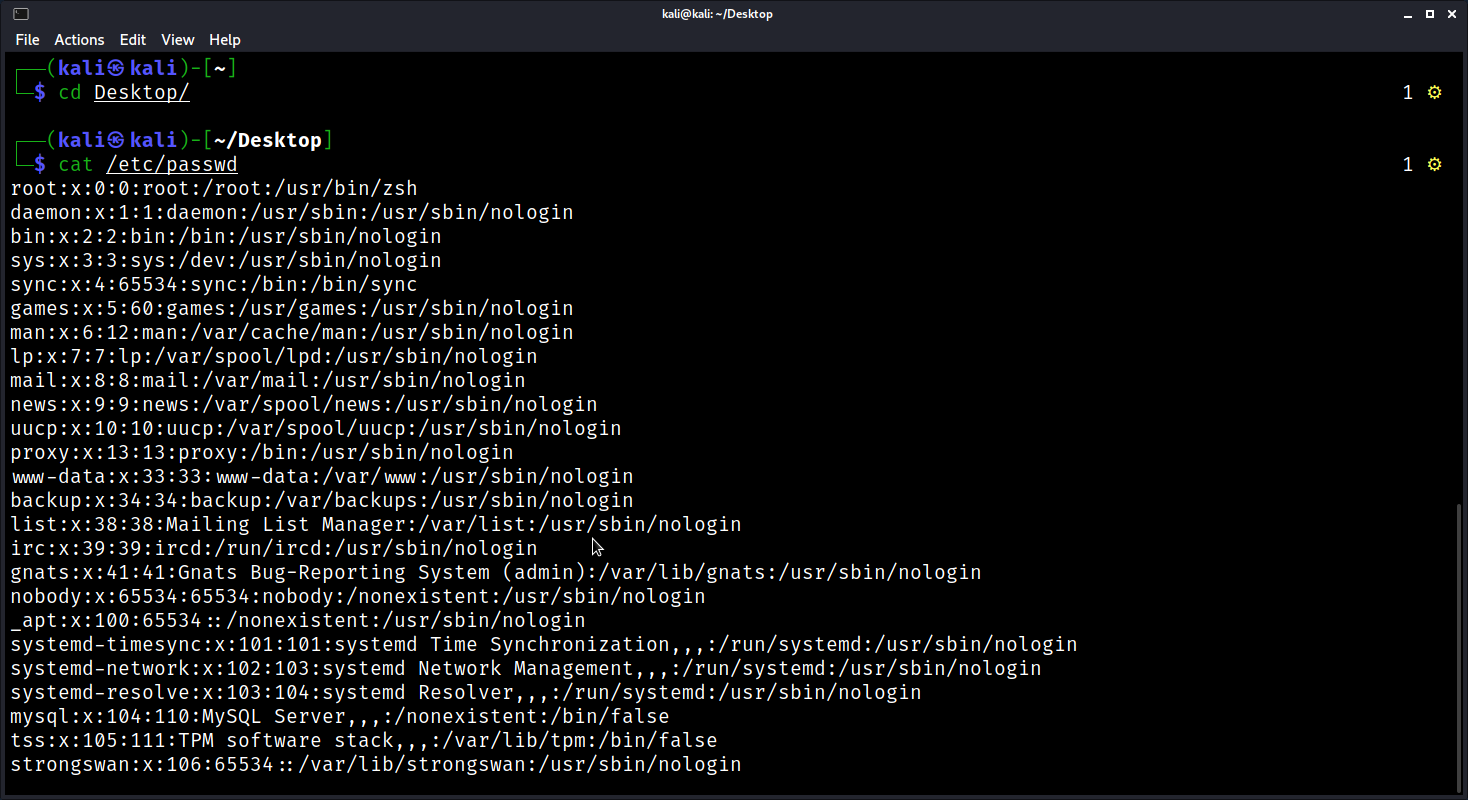 kali@kali: ~/Desktop
File Actions Edit View Help
┌──(kali㉿kali)-[~]
└─$ cd Desktop/ 1 ⚙
┌──(kali㉿kali)-[~/Desktop]
└─$ cat /etc/passwd 1 ⚙
root:x:0:0:root:/root:/usr/bin/zsh
daemon:x:1:1:daemon:/usr/sbin:/usr/sbin/nologin
bin:x:2:2:bin:/bin:/usr/sbin/nologin
sys:x:3:3:sys:/dev:/usr/sbin/nologin
sync:x:4:65534:sync:/bin:/bin/sync
games:x:5:60:games:/usr/games:/usr/sbin/nologin
man:x:6:12:man:/var/cache/man:/usr/sbin/nologin
lp:x:7:7:lp:/var/spool/lpd:/usr/sbin/nologin
mail:x:8:8:mail:/var/mail:/usr/sbin/nologin
news:x:9:9:news:/var/spool/news:/usr/sbin/nologin
uucp:x:10:10:uucp:/var/spool/uucp:/usr/sbin/nologin
proxy:x:13:13:proxy:/bin:/usr/sbin/nologin
www-data:x:33:33:www-data:/var/www:/usr/sbin/nologin
backup:x:34:34:backup:/var/backups:/usr/sbin/nologin
list:x:38:38:Mailing List Manager:/var/list:/usr/sbin/nologin
irc:x:39:39:ircd:/run/ircd:/usr/sbin/nologin
gnats:x:41:41:Gnats Bug-Reporting System (admin):/var/lib/gnats:/usr/sbin/nologin
nobody:x:65534:65534:nobody:/nonexistent:/usr/sbin/nologin
_apt:x:100:65534::/nonexistent:/usr/sbin/nologin
systemd-timesync:x:101:101:systemd Time Synchronization,,,:/run/systemd:/usr/sbin/nologin
systemd-network:x:102:103:systemd Network Management,,,:/run/systemd:/usr/sbin/nologin
systemd-resolve:x:103:104:systemd Resolver,,,:/run/systemd:/usr/sbin/nologin
mysql:x:104:110:MySQL Server,,,:/nonexistent:/bin/false
tss:x:105:111:TPM software stack,,,:/var/lib/tpm:/bin/false
strongswan:x:106:65534::/var/lib/strongswan:/usr/sbin/nologin